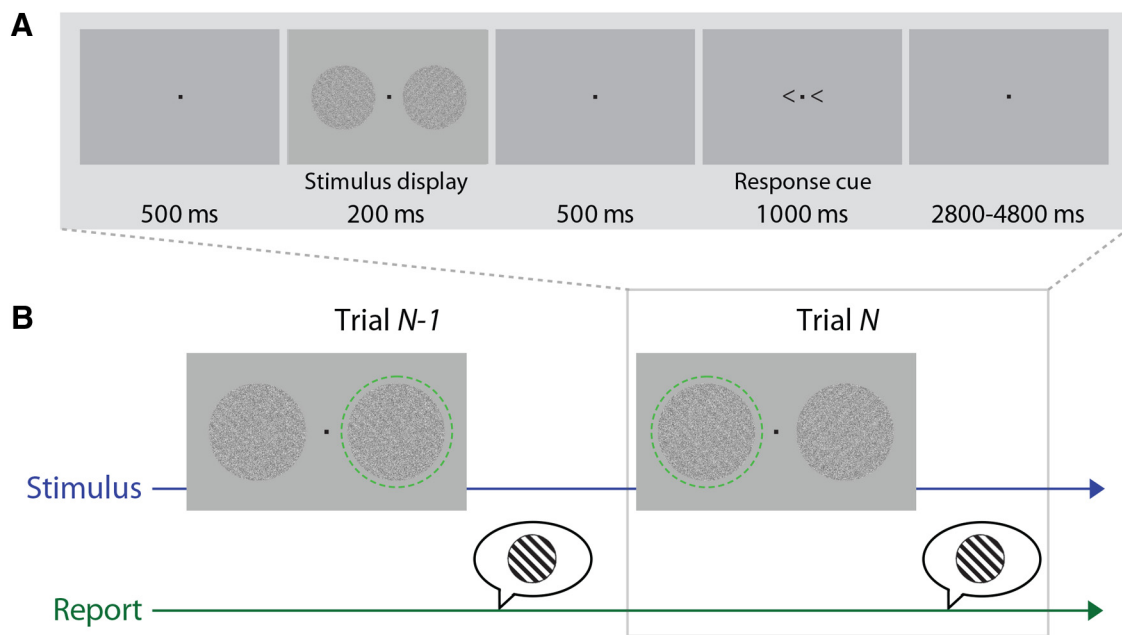 A
< ▪ <
Stimulus display
Response cue
500 ms
200 ms
500 ms
1000 ms
2800-4800 ms
B
Trial N-1
Trial N
Stimulus
Report